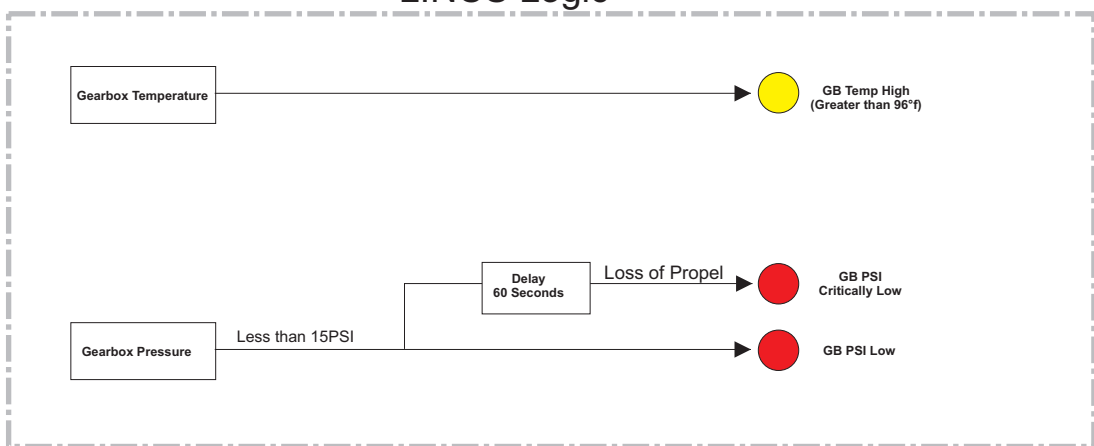 Gearbox Temperature
GB Temp High
(Greater than 96°f)
Delay
60 Seconds
Loss of Propel
GB PSI
Critically Low
Gearbox Pressure
Less than 15PSI
GB PSI Low